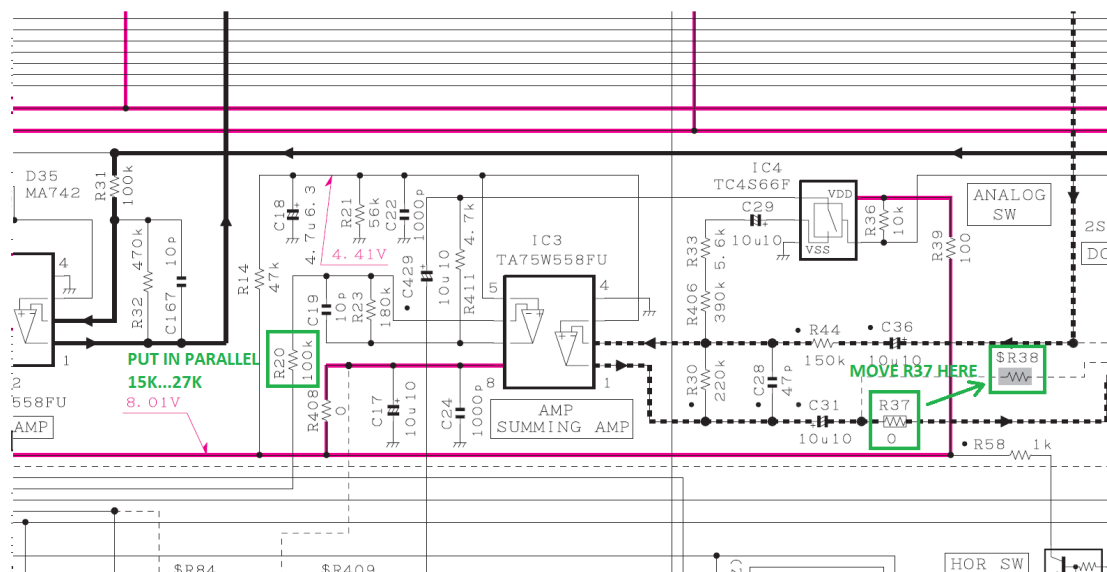 D35
MA742
R31
100k
4
470k
10p
R32
C167
1
2
558FU
AMP
PUT IN PARALLEL
15K...27K
8.01V
R14
47k
C18
4.7u6.3
R21
56k
C22
1000p
4.41V
C429
10u10
R411
4.7k
C19
10p
R23
180k
R20
100k
R408
0
C17
10u10
C24
1000p
IC3
TA75W558FU
5
4
8
1
AMP
SUMMING AMP
IC4
TC4S66F
VDD
VSS
C29
10u10
R33
5.6k
R406
390k
R30
220k
C28
47p
R36
10k
R39
100
ANALOG
SW
2S
DC
R44
150k
C36
10u10
$R38
MOVE R37 HERE
C31
10u10
R37
0
R58
1k
$R84
$R409
HOR SW